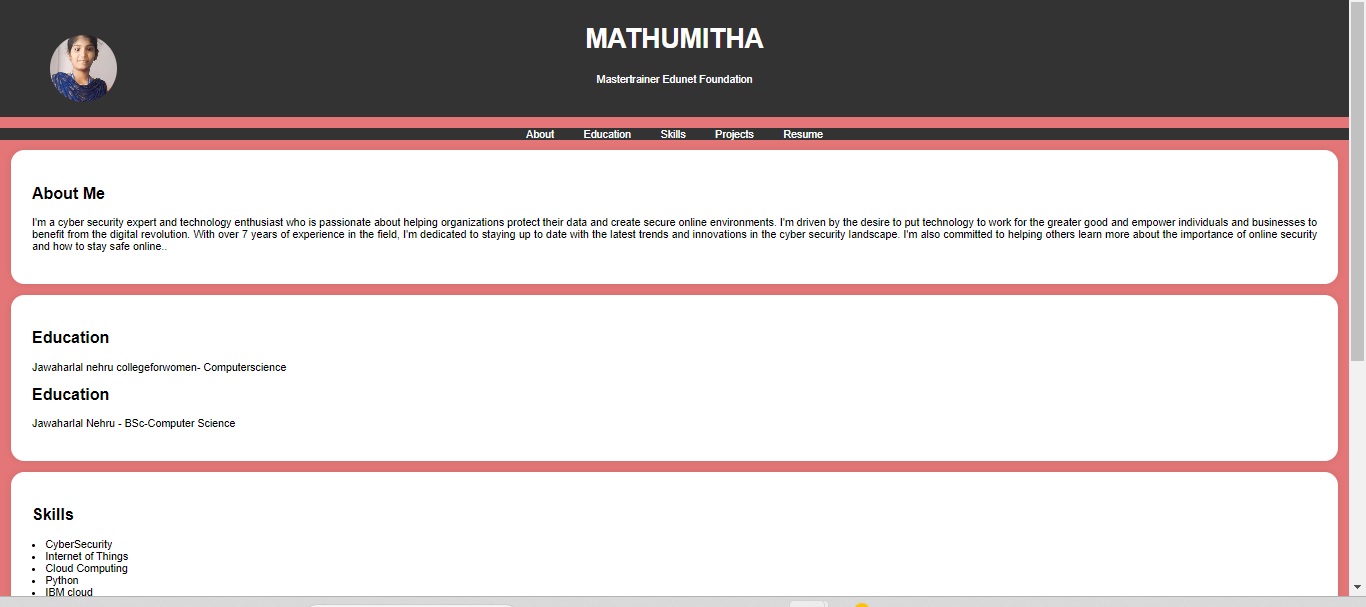 MATHUMITHA
Mastertrainer Edunet Foundation
About Education Skills Projects Resume
About Me
I'm a cyber security expert and technology enthusiast who is passionate about helping organizations protect their data and create secure online environments. I'm driven by the desire to put technology to work for the greater good and empower individuals and businesses to
benefit from the digital revolution. With over 7 years of experience in the field, I'm dedicated to staying up to date with the latest trends and innovations in the cyber security landscape. I'm also committed to helping others learn more about the importance of online security
and how to stay safe online..
Education
Jawaharlal nehru collegeforwomen- Computerscience
Education
Jawaharlal Nehru - BSc-Computer Science
Skills
• CyberSecurity
• Internet of Things
• Cloud Computing
• Python
• IBM cloud